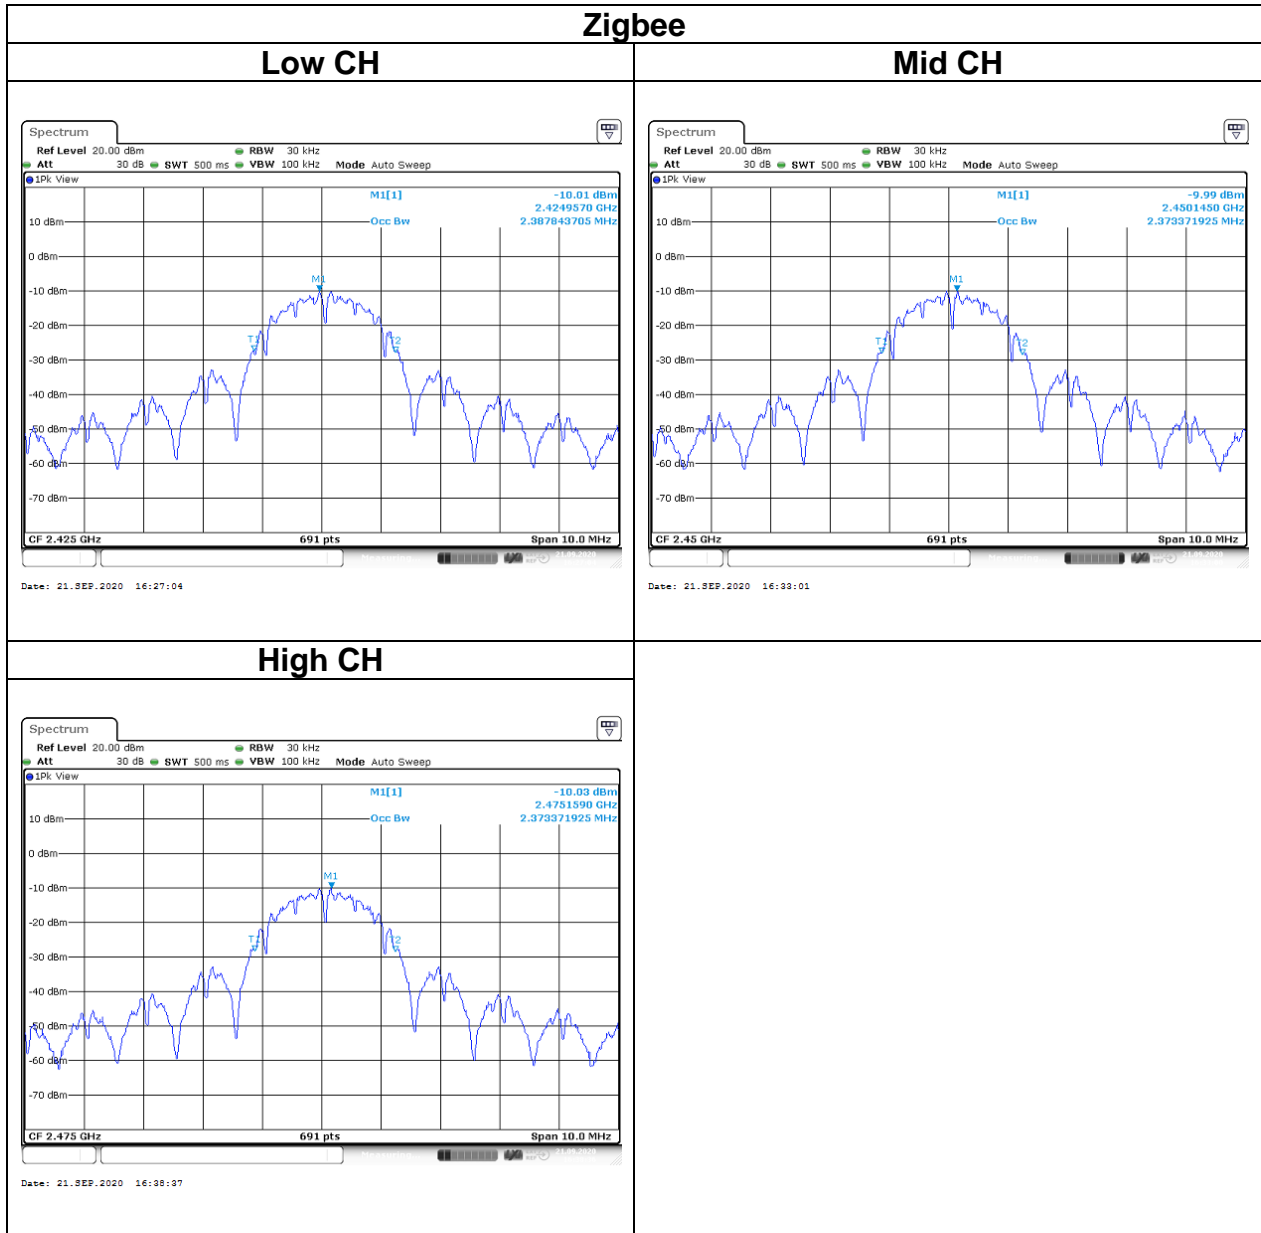 Zigbee
Low CH
Mid CH
Spectrum
Ref Level 20.00 dBm RBW 30 kHz
Att 30 dB SWT 500 ms VBW 100 kHz Mode Auto Sweep
1Pk View
M1[1] -10.01 dBm
2.4249570 GHz
10 dBm Occ Bw 2.387843705 MHz
0 dBm
M1
-10 dBm
-20 dBm
T1 T2
-30 dBm
-40 dBm
-50 dBm
-60 dBm
-70 dBm
CF 2.425 GHz 691 pts Span 10.0 MHz
Date: 21.SEP.2020 16:27:04
Spectrum
Ref Level 20.00 dBm RBW 30 kHz
Att 30 dB SWT 500 ms VBW 100 kHz Mode Auto Sweep
1Pk View
M1[1] -9.99 dBm
2.4501450 GHz
10 dBm Occ Bw 2.373371925 MHz
0 dBm
M1
-10 dBm
-20 dBm
T1 T2
-30 dBm
-40 dBm
-50 dBm
-60 dBm
-70 dBm
CF 2.45 GHz 691 pts Span 10.0 MHz
Date: 21.SEP.2020 16:33:01
High CH
Spectrum
Ref Level 20.00 dBm RBW 30 kHz
Att 30 dB SWT 500 ms VBW 100 kHz Mode Auto Sweep
1Pk View
M1[1] -10.03 dBm
2.4751590 GHz
10 dBm Occ Bw 2.373371925 MHz
0 dBm
M1
-10 dBm
-20 dBm
T1 T2
-30 dBm
-40 dBm
-50 dBm
-60 dBm
-70 dBm
CF 2.475 GHz 691 pts Span 10.0 MHz
Date: 21.SEP.2020 16:38:37